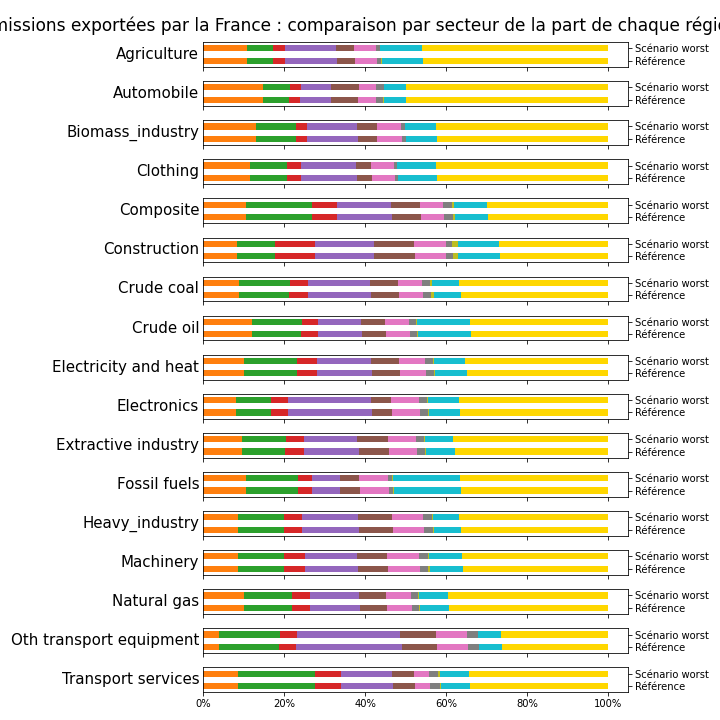 missions exportées par la France : comparaison par secteur de la part de chaque régio
Agriculture
Scénario worst
Référence
Automobile
Scénario worst
Référence
Biomass_industry
Scénario worst
Référence
Clothing
Scénario worst
Référence
Composite
Scénario worst
Référence
Construction
Scénario worst
Référence
Crude coal
Scénario worst
Référence
Crude oil
Scénario worst
Référence
Electricity and heat
Scénario worst
Référence
Electronics
Scénario worst
Référence
Extractive industry
Scénario worst
Référence
Fossil fuels
Scénario worst
Référence
Heavy_industry
Scénario worst
Référence
Machinery
Scénario worst
Référence
Natural gas
Scénario worst
Référence
Oth transport equipment
Scénario worst
Référence
Transport services
Scénario worst
Référence
0% 20% 40% 60% 80% 100%